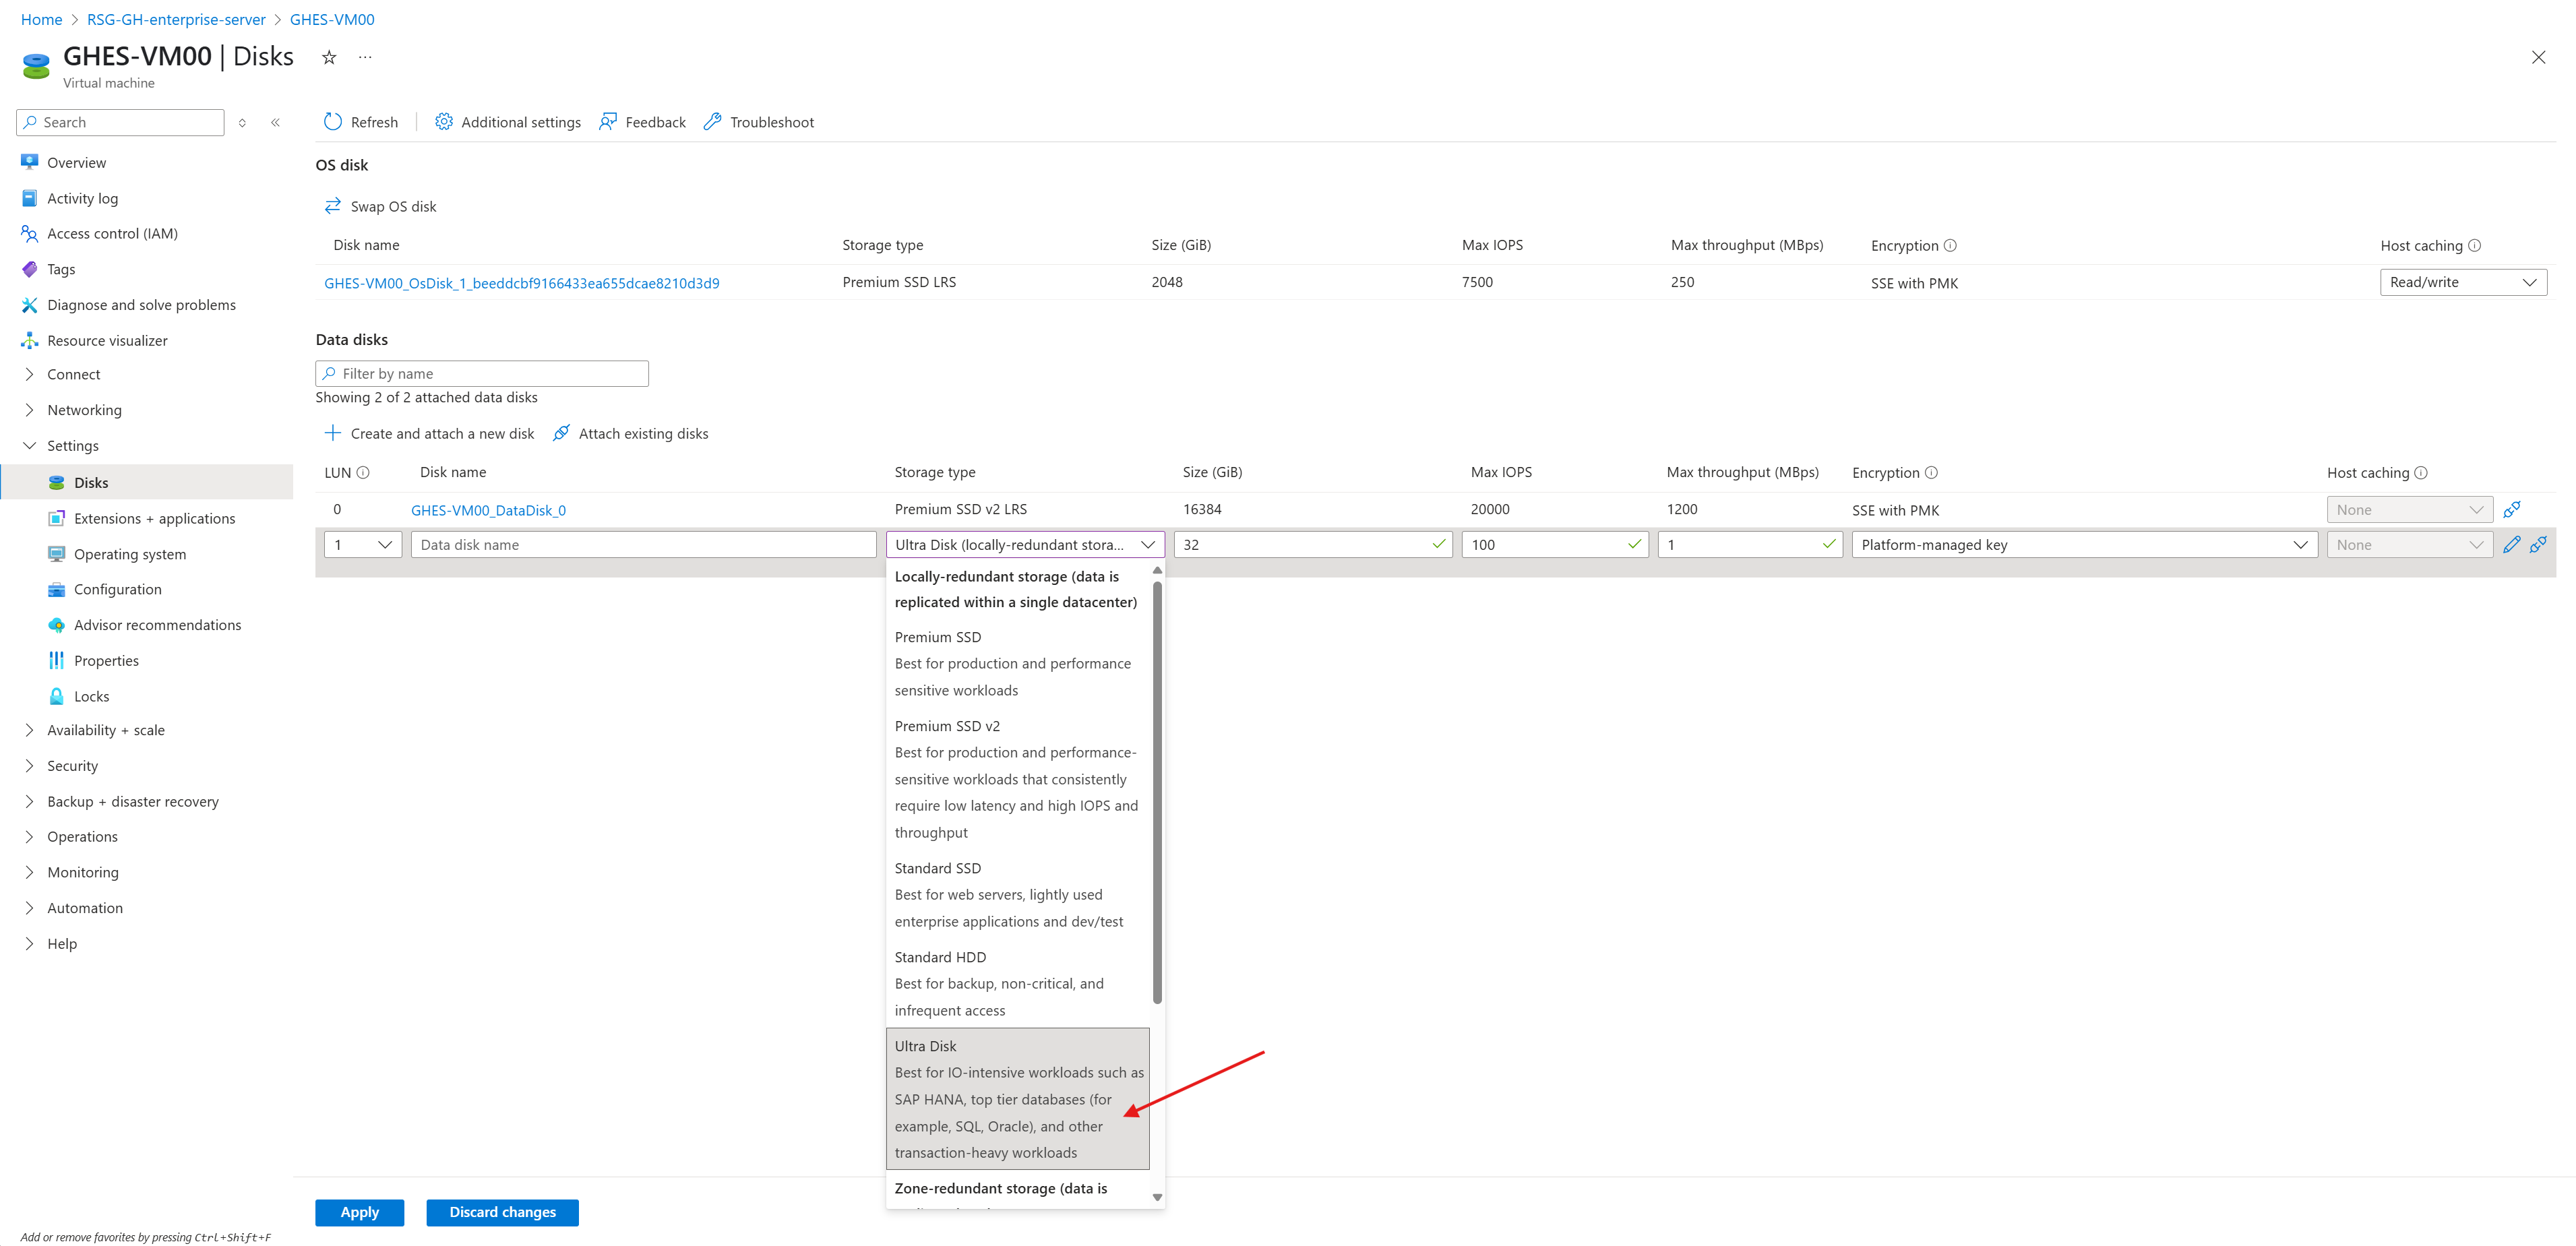 Home > RSG-GH-enterprise-server > GHES-VM00
GHES-VM00 | Disks
Virtual machine
Search
Overview
Activity log
Access control (IAM)
Tags
Diagnose and solve problems
Resource visualizer
Connect
Networking
Settings
Disks
Extensions + applications
Operating system
Configuration
Advisor recommendations
Properties
Locks
Availability + scale
Security
Backup + disaster recovery
Operations
Monitoring
Automation
Help
Add or remove favorites by pressing Ctrl+Shift+F
Refresh Additional settings Feedback Troubleshoot
OS disk
Swap OS disk
Disk name Storage type Size (GiB) Max IOPS Max throughput (MBps) Encryption Host caching
GHES-VM00_OsDisk_1_beeddcbf9166433ea655dcae8210d3d9 Premium SSD LRS 2048 7500 250 SSE with PMK Read/write
Data disks
Filter by name
Showing 2 of 2 attached data disks
Create and attach a new disk Attach existing disks
LUN Disk name Storage type Size (GiB) Max IOPS Max throughput (MBps) Encryption Host caching
0 GHES-VM00_DataDisk_0 Premium SSD v2 LRS 16384 20000 1200 SSE with PMK None
1 Data disk name Ultra Disk (locally-redundant stora... 32 100 1 Platform-managed key None
Locally-redundant storage (data is
replicated within a single datacenter)
Premium SSD
Best for production and performance
sensitive workloads
Premium SSD v2
Best for production and performance-
sensitive workloads that consistently
require low latency and high IOPS and
throughput
Standard SSD
Best for web servers, lightly used
enterprise applications and dev/test
Standard HDD
Best for backup, non-critical, and
infrequent access
Ultra Disk
Best for IO-intensive workloads such as
SAP HANA, top tier databases (for
example, SQL, Oracle), and other
transaction-heavy workloads
Zone-redundant storage (data is
Apply Discard changes